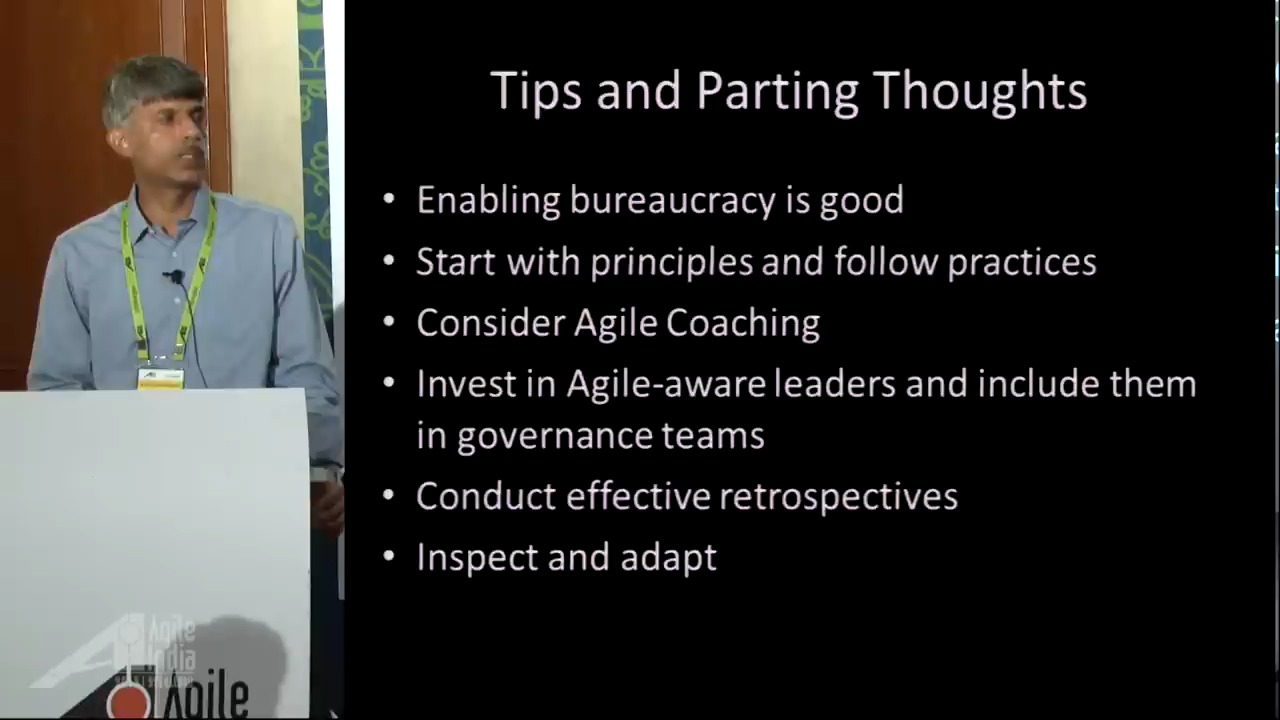 Tips and Parting Thoughts
• Enabling bureaucracy is good
• Start with principles and follow practices
• Consider Agile Coaching
• Invest in Agile-aware leaders and include them
in governance teams
• Conduct effective retrospectives
• Inspect and adapt
Agile
India
Agile